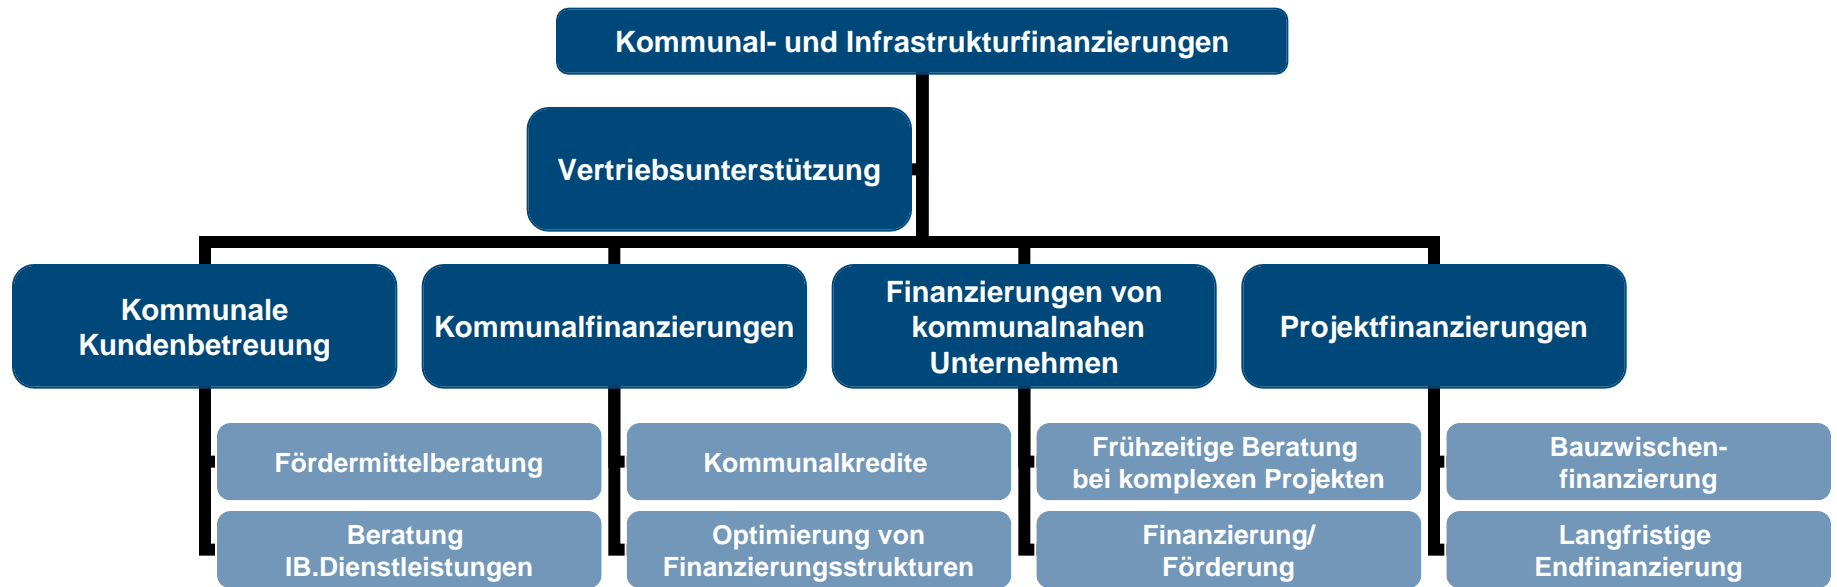 Kommunal- und Infrastrukturfinanzierungen
Vertriebsunterstützung
Kommunale
Kundenbetreuung
Kommunalfinanzierungen
Finanzierungen von
kommunalnahen
Unternehmen
Projektfinanzierungen
Fördermittelberatung
Kommunalkredite
Frühzeitige Beratung
bei komplexen Projekten
Bauzwischen-
finanzierung
Beratung
IB.Dienstleistungen
Optimierung von
Finanzierungsstrukturen
Finanzierung/
Förderung
Langfristige
Endfinanzierung